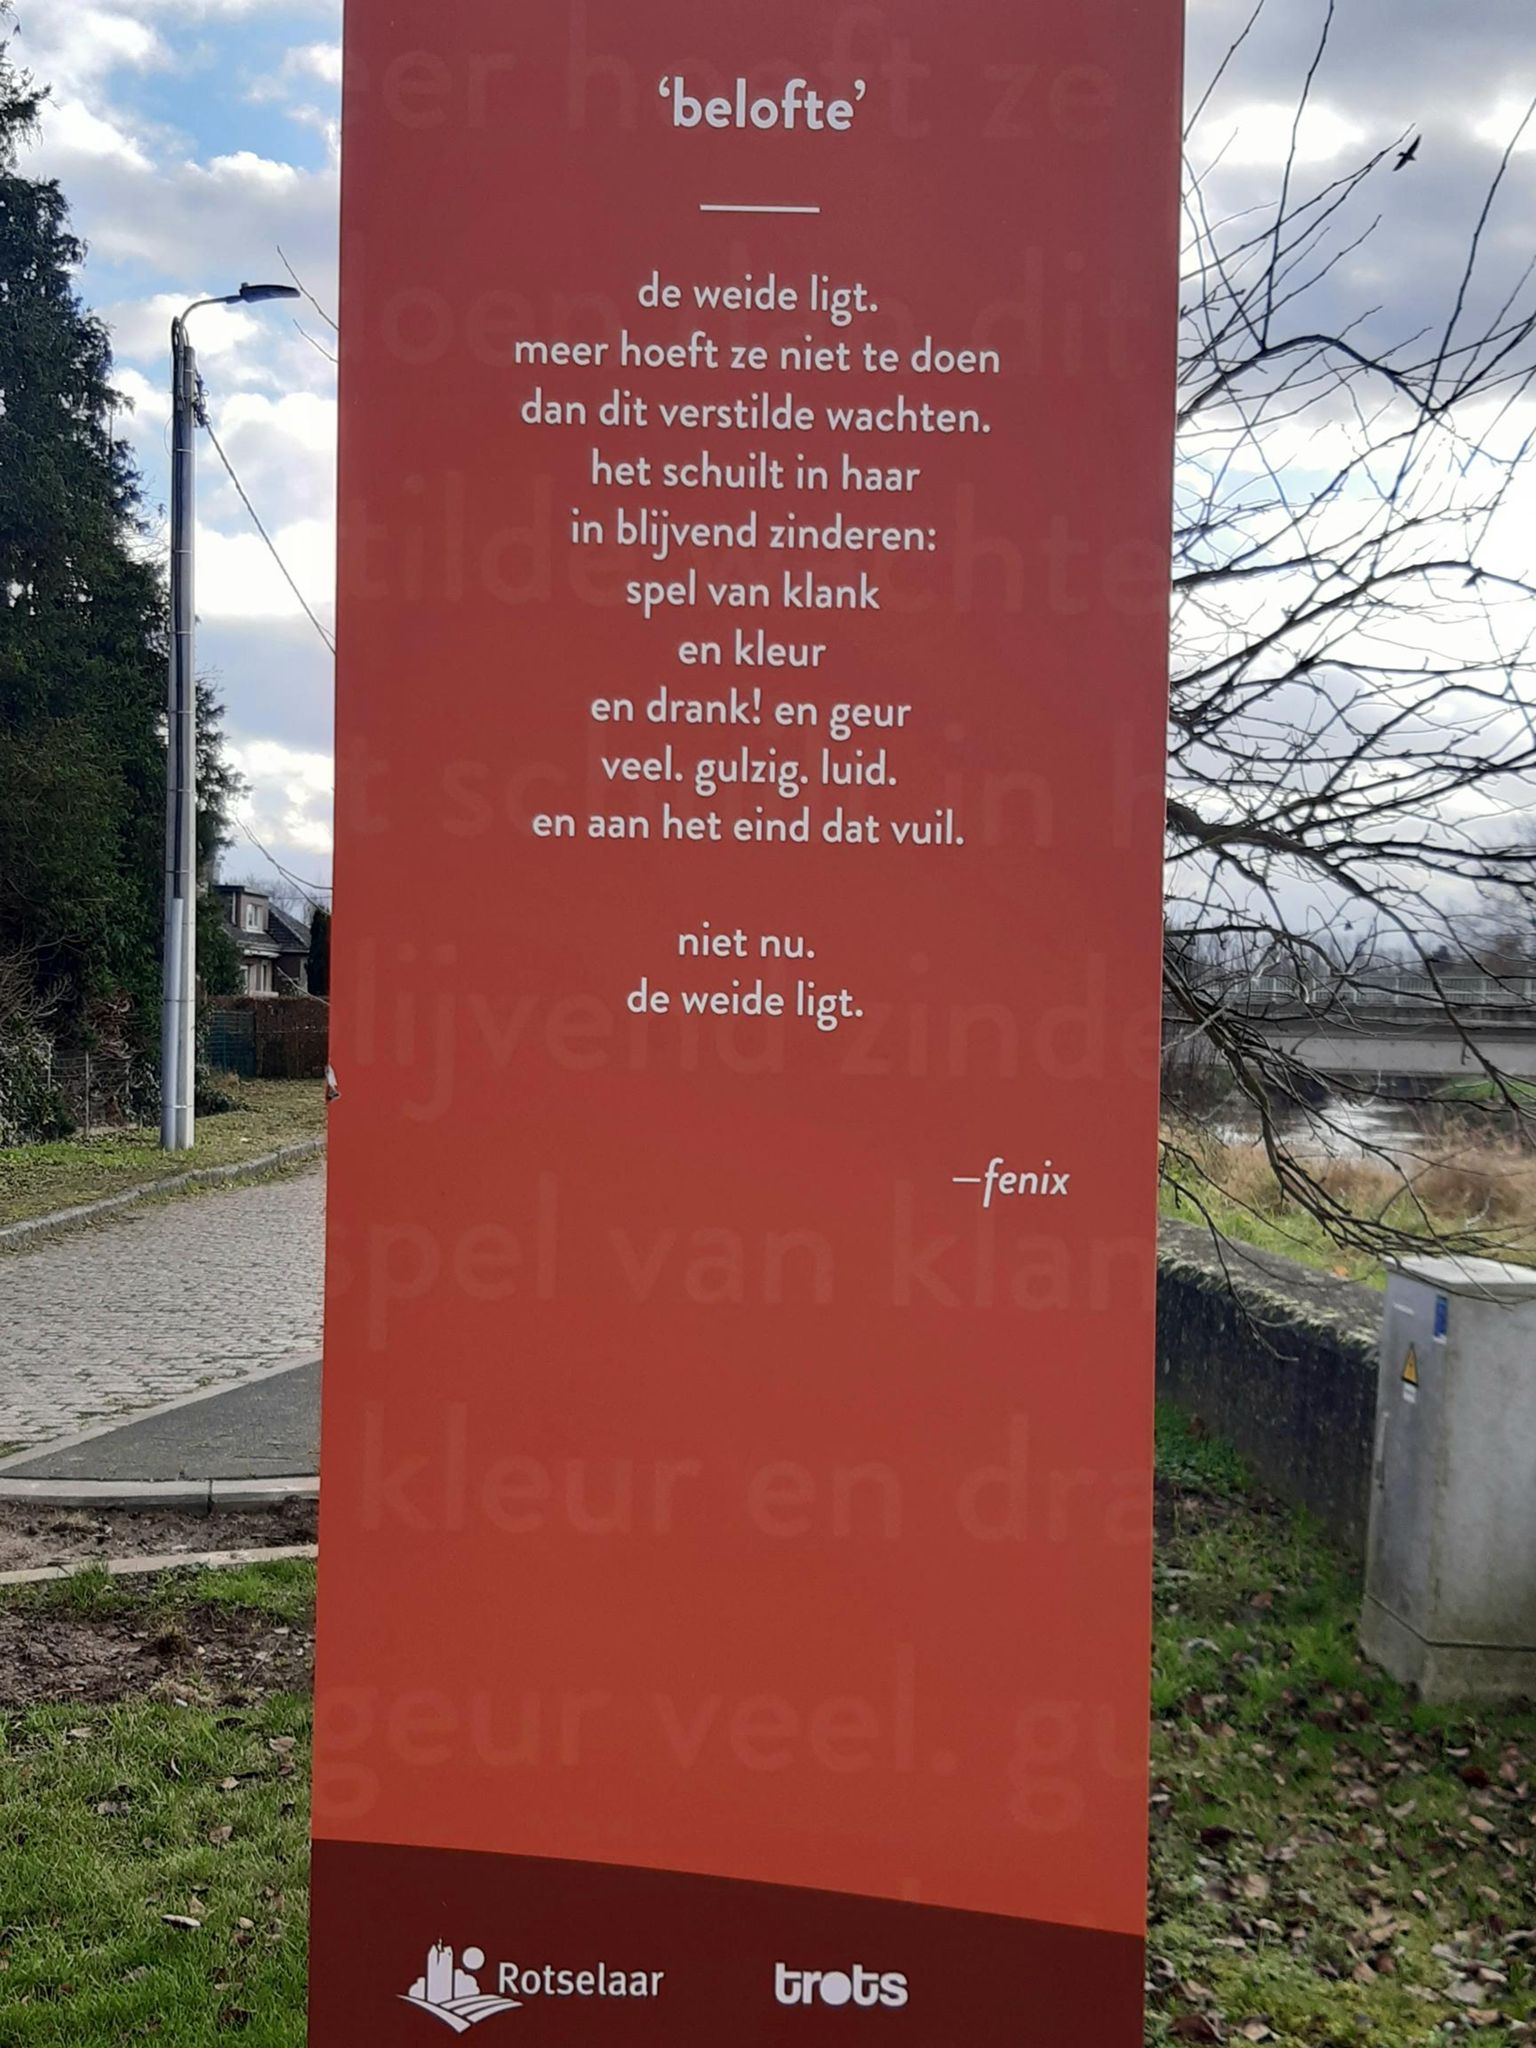 ‘belofte’
de weide ligt.
meer hoeft ze niet te doen
dan dit verstilde wachten.
het schuilt in haar
in blijvend zinderen:
spel van klank
en kleur
en drank! en geur
veel. gulzig. luid.
en aan het eind dat vuil.
niet nu.
de weide ligt.
–fenix
Rotselaar
trots